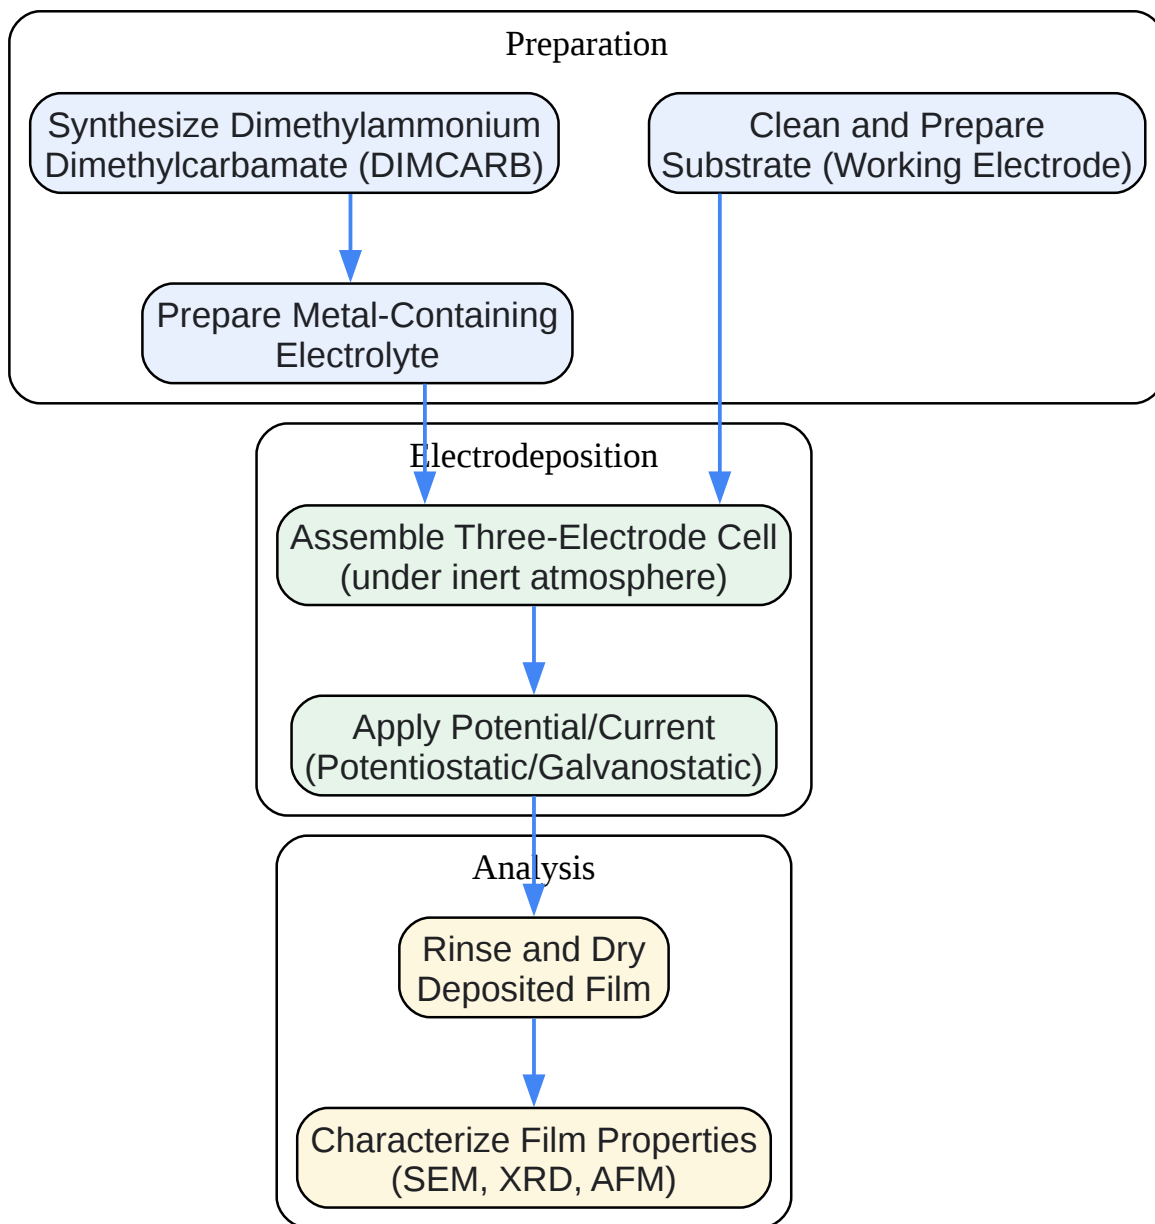 Preparation
Synthesize Dimethylammonium
Dimethylcarbamate (DIMCARB)
Clean and Prepare
Substrate (Working Electrode)
Prepare Metal-Containing
Electrolyte
Electrodeposition
Assemble Three-Electrode Cell
(under inert atmosphere)
Apply Potential/Current
(Potentiostatic/Galvanostatic)
Analysis
Rinse and Dry
Deposited Film
Characterize Film Properties
(SEM, XRD, AFM)